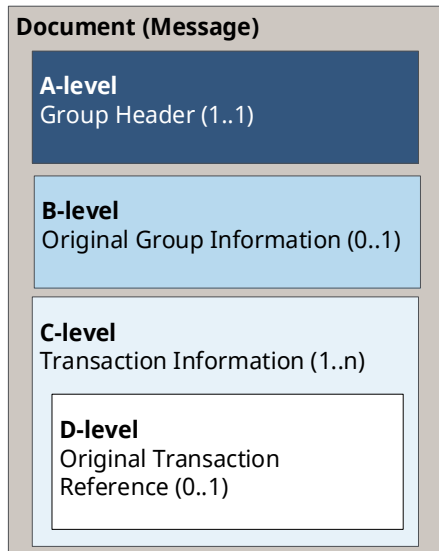 Document (Message)
A-level
Group Header (1..1)
B-level
Original Group Information (0..1)
C-level
Transaction Information (1..n)
D-level
Original Transaction
Reference (0..1)